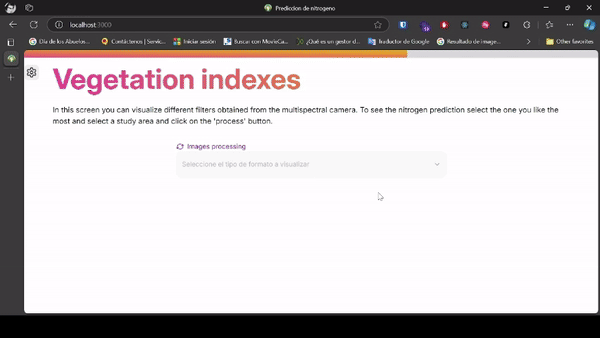 Prediccion de nitrogeno
localhost:3000
Día de los Abuelos...
Contáctenos | Servic...
Iniciar sesión
Buscar con MovieCa...
¿Qué es un gestor d...
Traductor de Google
Resultado de image...
Other favorites
Vegetation indexes
In this screen you can visualize different filters obtained from the multispectral camera. To see the nitrogen prediction select the one you like the
most and select a study area and click on the 'process' button.
Images processing
Seleccione el tipo de formato a visualizar